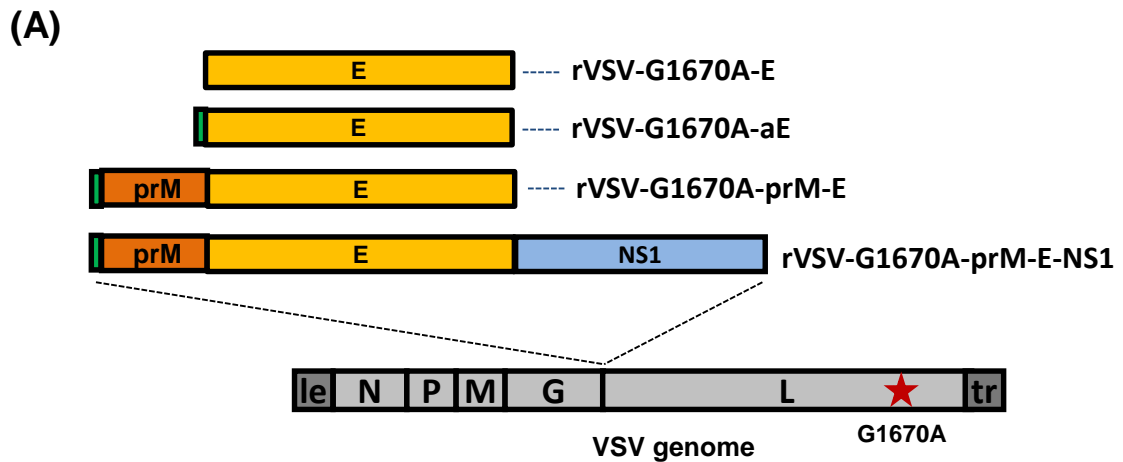 (A)
E rVSV-G1670A-E
E rVSV-G1670A-aE
prM E rVSV-G1670A-prM-E
prM E NS1 rVSV-G1670A-prM-E-NS1
le N P M G L tr
G1670A
VSV genome